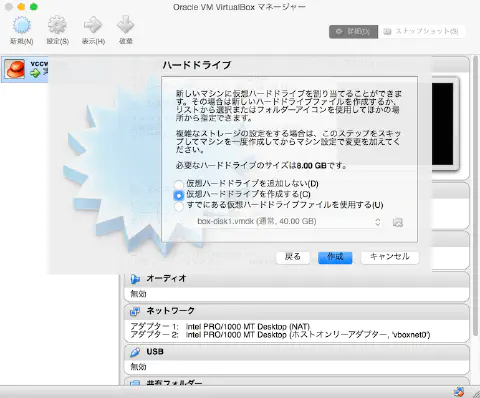 Oracle VM VirtualBox マネージャー
新規(N) 設定(S) 表示(H) 破棄
詳細(D) スナップショット(S)
vccw
ハードドライブ
新しいマシンに仮想ハードドライブを割り当てることができま
す。その場合は新しいハードドライブファイルを作成するか、
リストから選択またはフォルダーアイコンを使用してほかの場
所から指定できます。
複雑なストレージの設定をする場合は、このステップをスキッ
プしてマシンを一度作成してからマシン設定で変更を加えてく
ださい。
必要なハードドライブのサイズは8.00 GBです。
仮想ハードドライブを追加しない(D)
仮想ハードドライブを作成する(C)
すでにある仮想ハードドライブファイルを使用する(U)
box-disk1.vmdk (通常, 40.00 GB)
戻る 作成 キャンセル
オーディオ
無効
ネットワーク
アダプター 1: Intel PRO/1000 MT Desktop (NAT)
アダプター 2: Intel PRO/1000 MT Desktop (ホストオンリーアダプター, 'vboxnet0')
USB
無効
共有フォルダー